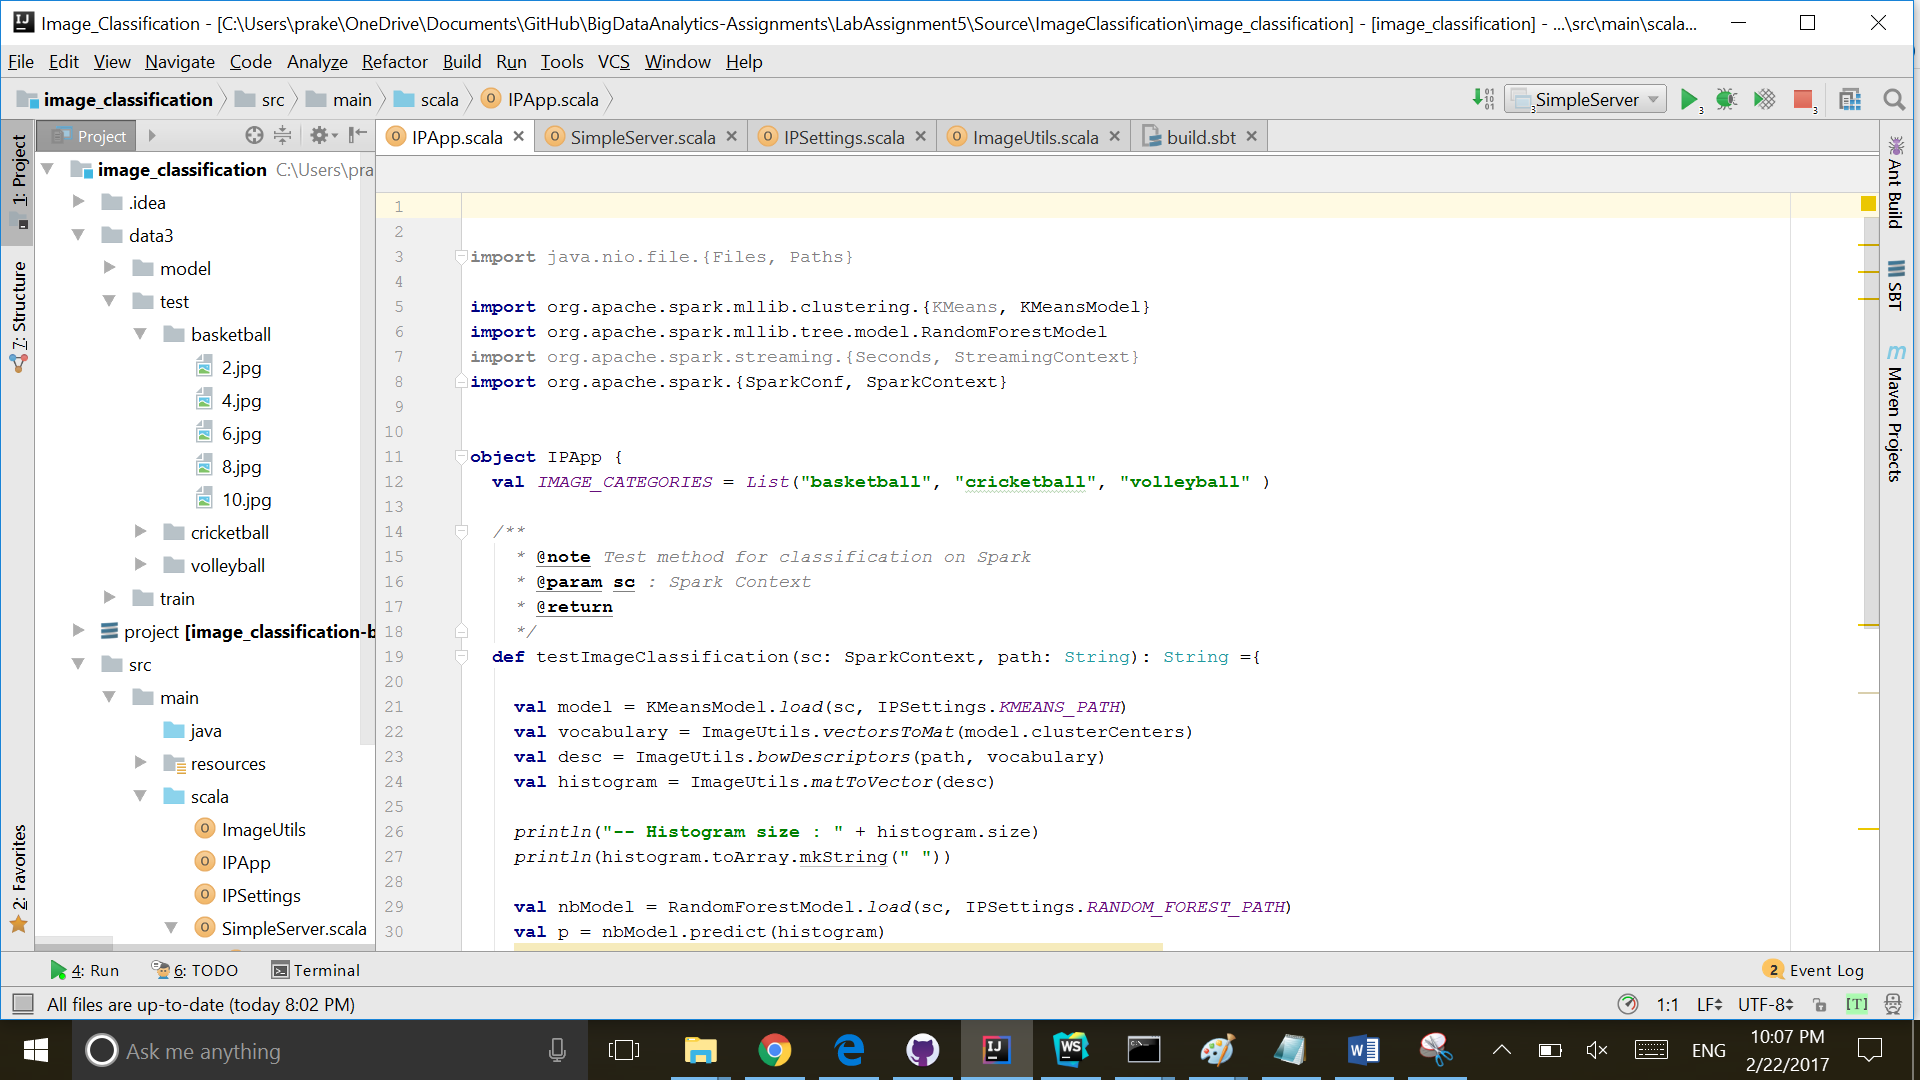 Image_Classification - [C:\Users\prake\OneDrive\Documents\GitHub\BigDataAnalytics-Assignments\LabAssignment5\Source\ImageClassification\image_classification] - [image_classification] - ...\src\main\scala...
File Edit View Navigate Code Analyze Refactor Build Run Tools VCS Window Help
image_classification src main scala IPApp.scala SimpleServer
Project IPApp.scala SimpleServer.scala IPSettings.scala ImageUtils.scala build.sbt
1: Project
7: Structure
2: Favorites
image_classification C:\Users\pra
.idea
data3
model
test
basketball
2.jpg
4.jpg
6.jpg
8.jpg
10.jpg
cricketball
volleyball
train
project [image_classification-b
src
main
java
resources
scala
ImageUtils
IPApp
IPSettings
SimpleServer.scala
1
2
3 import java.nio.file.{Files, Paths}
4
5 import org.apache.spark.mllib.clustering.{KMeans, KMeansModel}
6 import org.apache.spark.mllib.tree.model.RandomForestModel
7 import org.apache.spark.streaming.{Seconds, StreamingContext}
8 import org.apache.spark.{SparkConf, SparkContext}
9
10
11 object IPApp {
12 val IMAGE_CATEGORIES = List("basketball", "cricketball", "volleyball" )
13
14 /**
15 * @note Test method for classification on Spark
16 * @param sc : Spark Context
17 * @return
18 */
19 def testImageClassification(sc: SparkContext, path: String): String ={
20
21 val model = KMeansModel.load(sc, IPSettings.KMEANS_PATH)
22 val vocabulary = ImageUtils.vectorsToMat(model.clusterCenters)
23 val desc = ImageUtils.bowDescriptors(path, vocabulary)
24 val histogram = ImageUtils.matToVector(desc)
25
26 println("-- Histogram size : " + histogram.size)
27 println(histogram.toArray.mkString(" "))
28
29 val nbModel = RandomForestModel.load(sc, IPSettings.RANDOM_FOREST_PATH)
30 val p = nbModel.predict(histogram)
Ant Build
SBT
m Maven Projects
4: Run 6: TODO Terminal 2 Event Log
All files are up-to-date (today 8:02 PM) 1:1 LF UTF-8 [T]
Ask me anything ENG 10:07 PM
2/22/2017